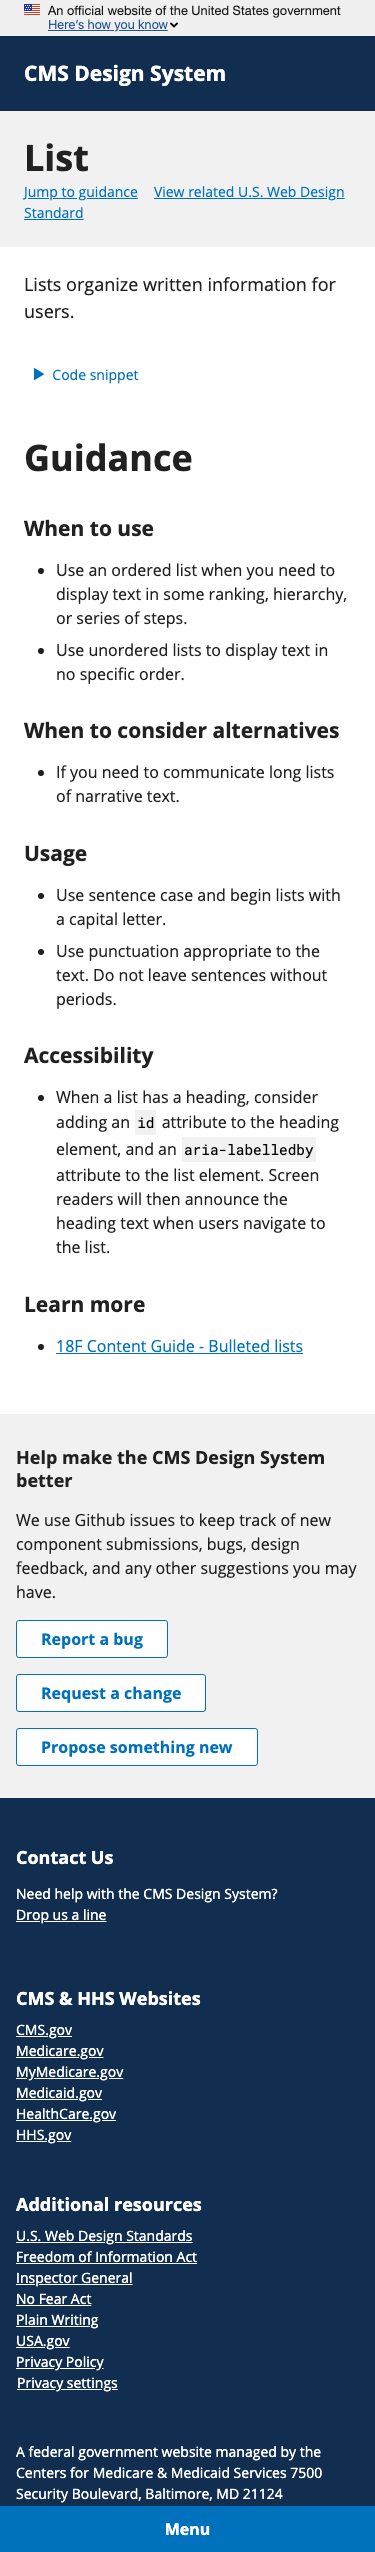 An official website of the United States government
Here's how you know
CMS Design System
List
Jump to guidance View related U.S. Web Design
Standard
Lists organize written information for
users.
Code snippet
Guidance
When to use
• Use an ordered list when you need to
display text in some ranking, hierarchy,
or series of steps.
• Use unordered lists to display text in
no specific order.
When to consider alternatives
• If you need to communicate long lists
of narrative text.
Usage
• Use sentence case and begin lists with
a capital letter.
• Use punctuation appropriate to the
text. Do not leave sentences without
periods.
Accessibility
• When a list has a heading, consider
adding an id attribute to the heading
element, and an aria-labelledby
attribute to the list element. Screen
readers will then announce the
heading text when users navigate to
the list.
Learn more
• 18F Content Guide - Bulleted lists
Help make the CMS Design System
better
We use Github issues to keep track of new
component submissions, bugs, design
feedback, and any other suggestions you may
have.
Report a bug
Request a change
Propose something new
Contact Us
Need help with the CMS Design System?
Drop us a line
CMS & HHS Websites
CMS.gov
Medicare.gov
MyMedicare.gov
Medicaid.gov
HealthCare.gov
HHS.gov
Additional resources
U.S. Web Design Standards
Freedom of Information Act
Inspector General
No Fear Act
Plain Writing
USA.gov
Privacy Policy
Privacy settings
A federal government website managed by the
Centers for Medicare & Medicaid Services 7500
Security Boulevard, Baltimore, MD 21124
Menu